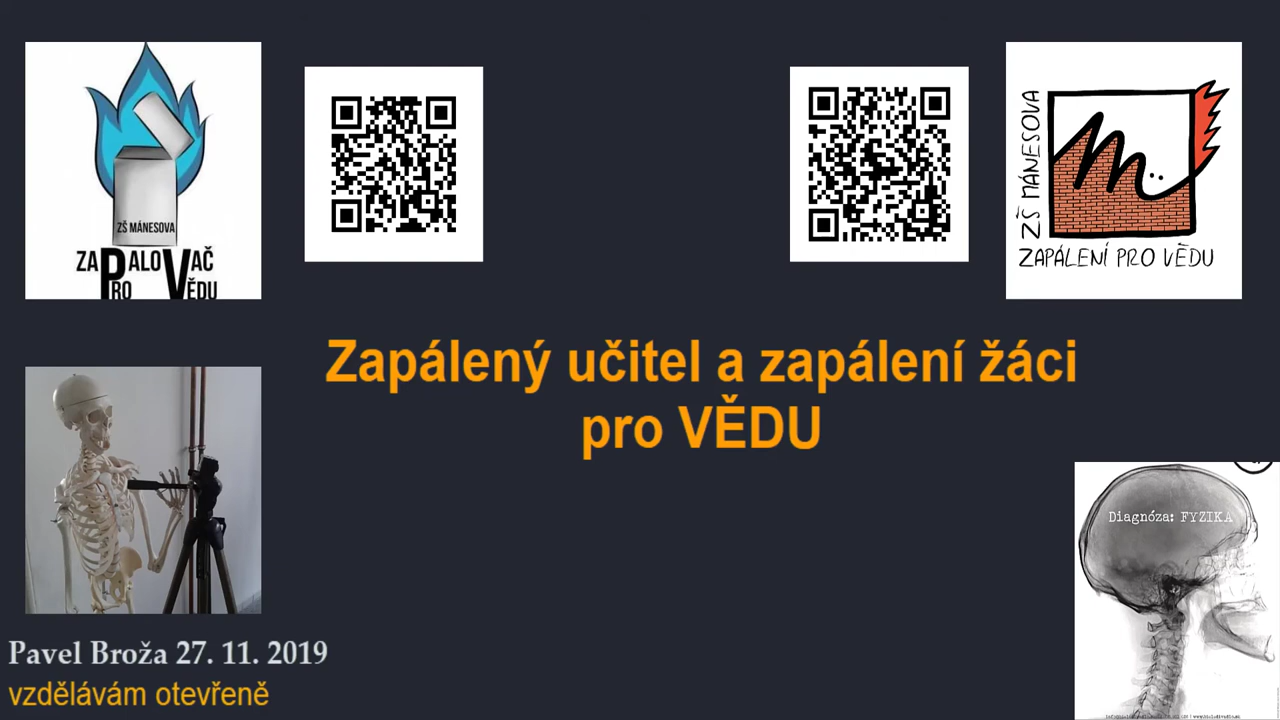 ZŠ MÁNESOVA
ZAPALOVAČ
PRO VĚDU
ZŠ MÁNESOVA
ZAPÁLENÍ PRO VĚDU
Zapálený učitel a zapálení žáci
pro VĚDU
Diagnóza: FYZIKA
Pavel Broža 27. 11. 2019
vzdělávám otevřeně